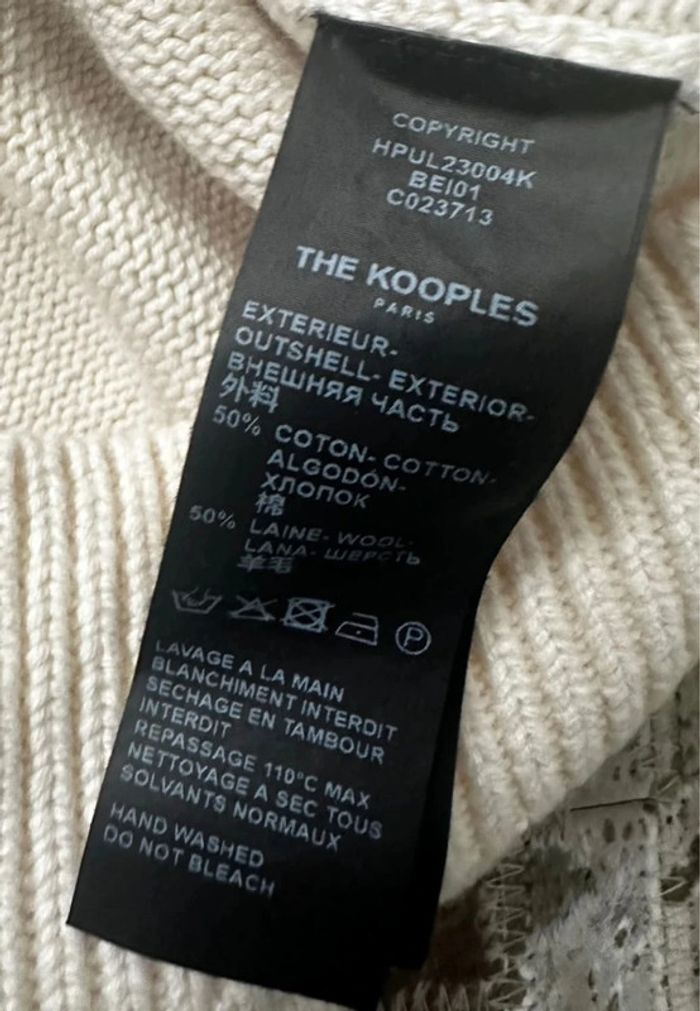 COPYRIGHT
HPUL23004K
BEI01
C023713
THE KOOPLES
PARIS
EXTERIEUR-
OUTSHELL- EXTERIOR-
ВНЕШНЯЯ ЧАСТЬ
外料
50% COTON- COTTON-
ALGODÓN-
ХЛОПОК
棉
50% LAINE- WOOL-
LANA- ШЕРСТЬ
羊毛
P
LAVAGE A LA MAIN
BLANCHIMENT INTERDIT
SECHAGE EN TAMBOUR
INTERDIT
REPASSAGE 110°C MAX
NETTOYAGE A SEC TOUS
SOLVANTS NORMAUX
HAND WASHED
DO NOT BLEACH